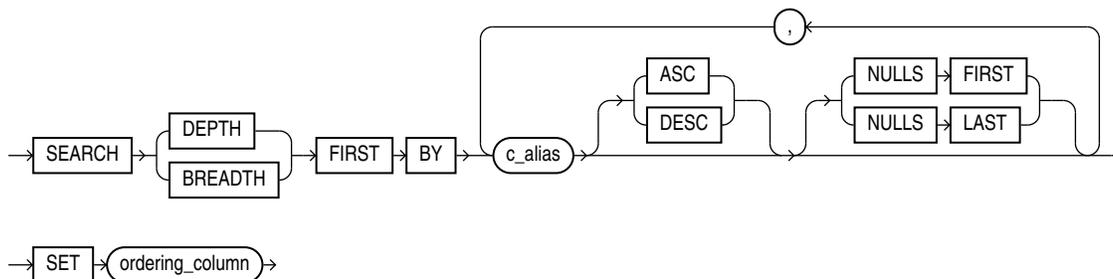 ,
ASC
NULLS FIRST
DEPTH
DESC
NULLS LAST
SEARCH
FIRST
BY
c_alias
BREADTH
SET
ordering_column